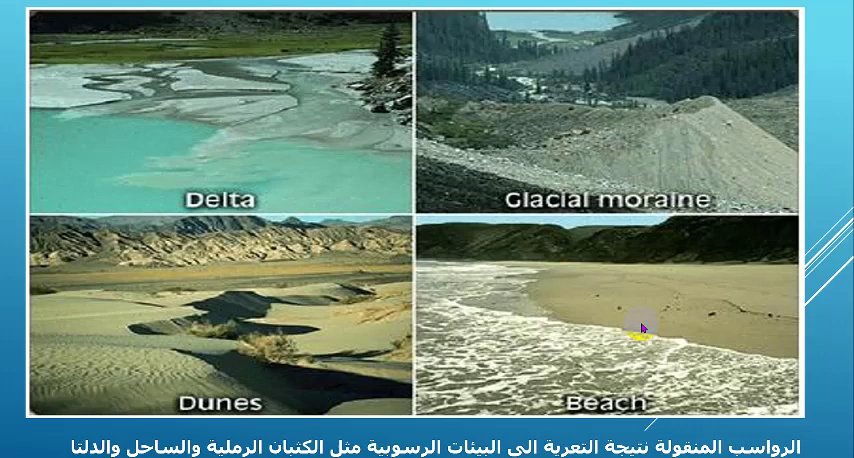 Delta
Glacial moraine
Dunes
Beach
الرواسب المنقولة نتيجة التعرية الى البيئات الرسوبية مثل الكثبان الرملية والساحل والدلتا